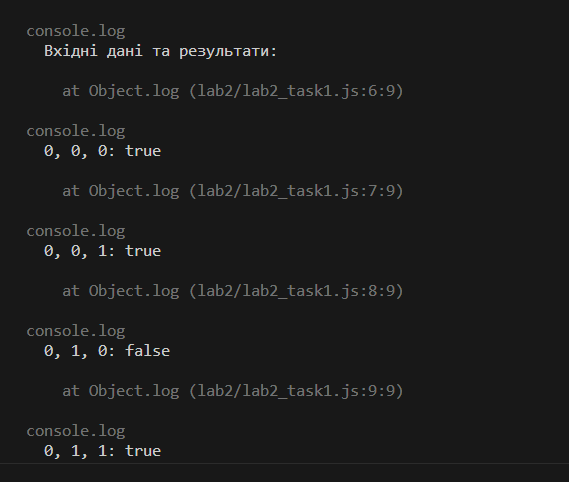 console.log
Вхідні дані та результати:
at Object.log (lab2/lab2_task1.js:6:9)
console.log
0, 0, 0: true
at Object.log (lab2/lab2_task1.js:7:9)
console.log
0, 0, 1: true
at Object.log (lab2/lab2_task1.js:8:9)
console.log
0, 1, 0: false
at Object.log (lab2/lab2_task1.js:9:9)
console.log
0, 1, 1: true